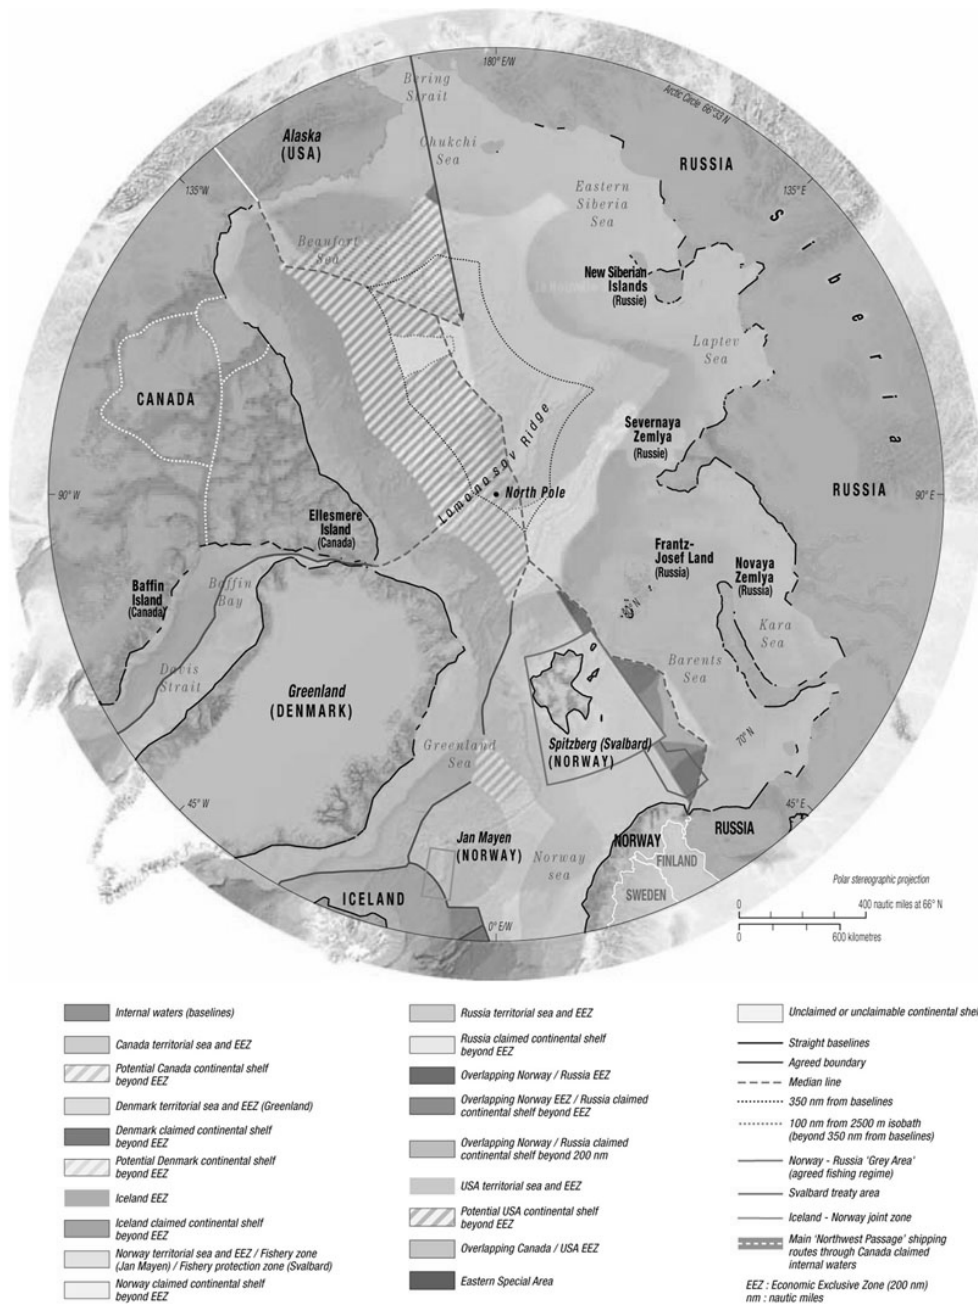 180° E/W
Bering
Strait
Arctic Circle 66°33 N
Alaska
(USA)
Chukchi
Sea
RUSSIA
135°W
135° E
Eastern
Siberia
Sea
Siberia
Beaufort
Sea
New Siberian
Islands
(Russie)
Laptev
Sea
CANADA
Severnaya
Zemlya
(Russie)
Lomonosov Ridge
90° W
North Pole
RUSSIA
90° E
Ellesmere
Island
(Canada)
Frantz-
Josef Land
(Russia)
Novaya
Zemlya
(Russia)
Baffin
Island
(Canada)
Baffin
Bay
80° N
Kara
Sea
Davis
Strait
Barents
Sea
Greenland
(DENMARK)
70° N
Greenland
Sea
Spitzberg (Svalbard)
(NORWAY)
45° W
45° E
Jan Mayen
(NORWAY)
Norway
sea
NORWAY
RUSSIA
FINLAND
SWEDEN
ICELAND
0° E/W
Polar stereographic projection
0 400 nautic miles at 66° N
0 600 kilometres
Internal waters (baselines)
Canada territorial sea and EEZ
Potential Canada continental shelf
beyond EEZ
Denmark territorial sea and EEZ (Greenland)
Denmark claimed continental shelf
beyond EEZ
Potential Denmark continental shelf
beyond EEZ
Iceland EEZ
Iceland claimed continental shelf
beyond EEZ
Norway territorial sea and EEZ / Fishery zone
(Jan Mayen) / Fishery protection zone (Svalbard)
Norway claimed continental shelf
beyond EEZ
Russia territorial sea and EEZ
Russia claimed continental shelf
beyond EEZ
Overlapping Norway / Russia EEZ
Overlapping Norway EEZ / Russia claimed
continental shelf beyond EEZ
Overlapping Norway / Russia claimed
continental shelf beyond 200 nm
USA territorial sea and EEZ
Potential USA continental shelf
beyond EEZ
Overlapping Canada / USA EEZ
Eastern Special Area
Unclaimed or unclaimable continental shel
Straight baselines
Agreed boundary
Median line
350 nm from baselines
100 nm from 2500 m isobath
(beyond 350 nm from baselines)
Norway - Russia 'Grey Area'
(agreed fishing regime)
Svalbard treaty area
Iceland - Norway joint zone
Main 'Northwest Passage' shipping
routes through Canada claimed
internal waters
EEZ : Economic Exclusive Zone (200 nm)
nm : nautic miles